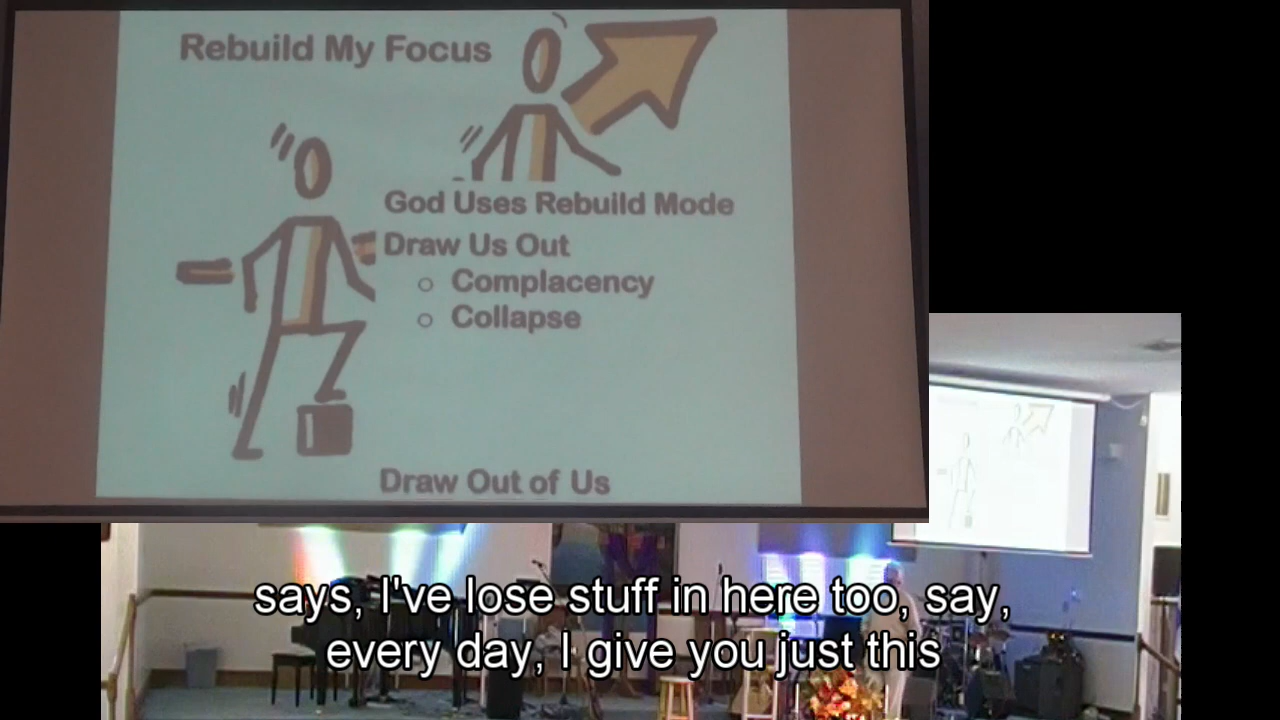 Rebuild My Focus
God Uses Rebuild Mode
Draw Us Out
o Complacency
o Collapse
Draw Out of Us
says, I've lose stuff in here too, say,
every day, I give you just this